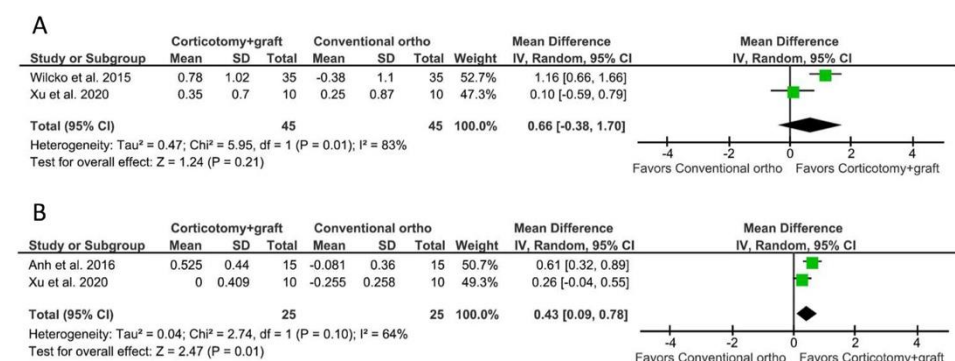 A
Corticotomy+graft Conventional ortho Mean Difference Mean Difference
Study or Subgroup Mean SD Total Mean SD Total Weight IV, Random, 95% CI IV, Random, 95% CI
Wilcko et al. 2015 0.78 1.02 35 -0.38 1.1 35 52.7% 1.16 [0.66, 1.66]
Xu et al. 2020 0.35 0.7 10 0.25 0.87 10 47.3% 0.10 [-0.59, 0.79]
Total (95% CI) 45 45 100.0% 0.66 [-0.38, 1.70]
Heterogeneity: Tau² = 0.47; Chi² = 5.95, df = 1 (P = 0.01); I² = 83%
Test for overall effect: Z = 1.24 (P = 0.21)
-4 -2 0 2 4
Favors Conventional ortho Favors Corticotomy+graft
B
Corticotomy+graft Conventional ortho Mean Difference Mean Difference
Study or Subgroup Mean SD Total Mean SD Total Weight IV, Random, 95% CI IV, Random, 95% CI
Anh et al. 2016 0.525 0.44 15 -0.081 0.36 15 50.7% 0.61 [0.32, 0.89]
Xu et al. 2020 0 0.409 10 -0.255 0.258 10 49.3% 0.26 [-0.04, 0.55]
Total (95% CI) 25 25 100.0% 0.43 [0.09, 0.78]
Heterogeneity: Tau² = 0.04; Chi² = 2.74, df = 1 (P = 0.10); I² = 64%
Test for overall effect: Z = 2.47 (P = 0.01)
-4 -2 0 2 4
Favors Conventional ortho Favors Corticotomy+graft